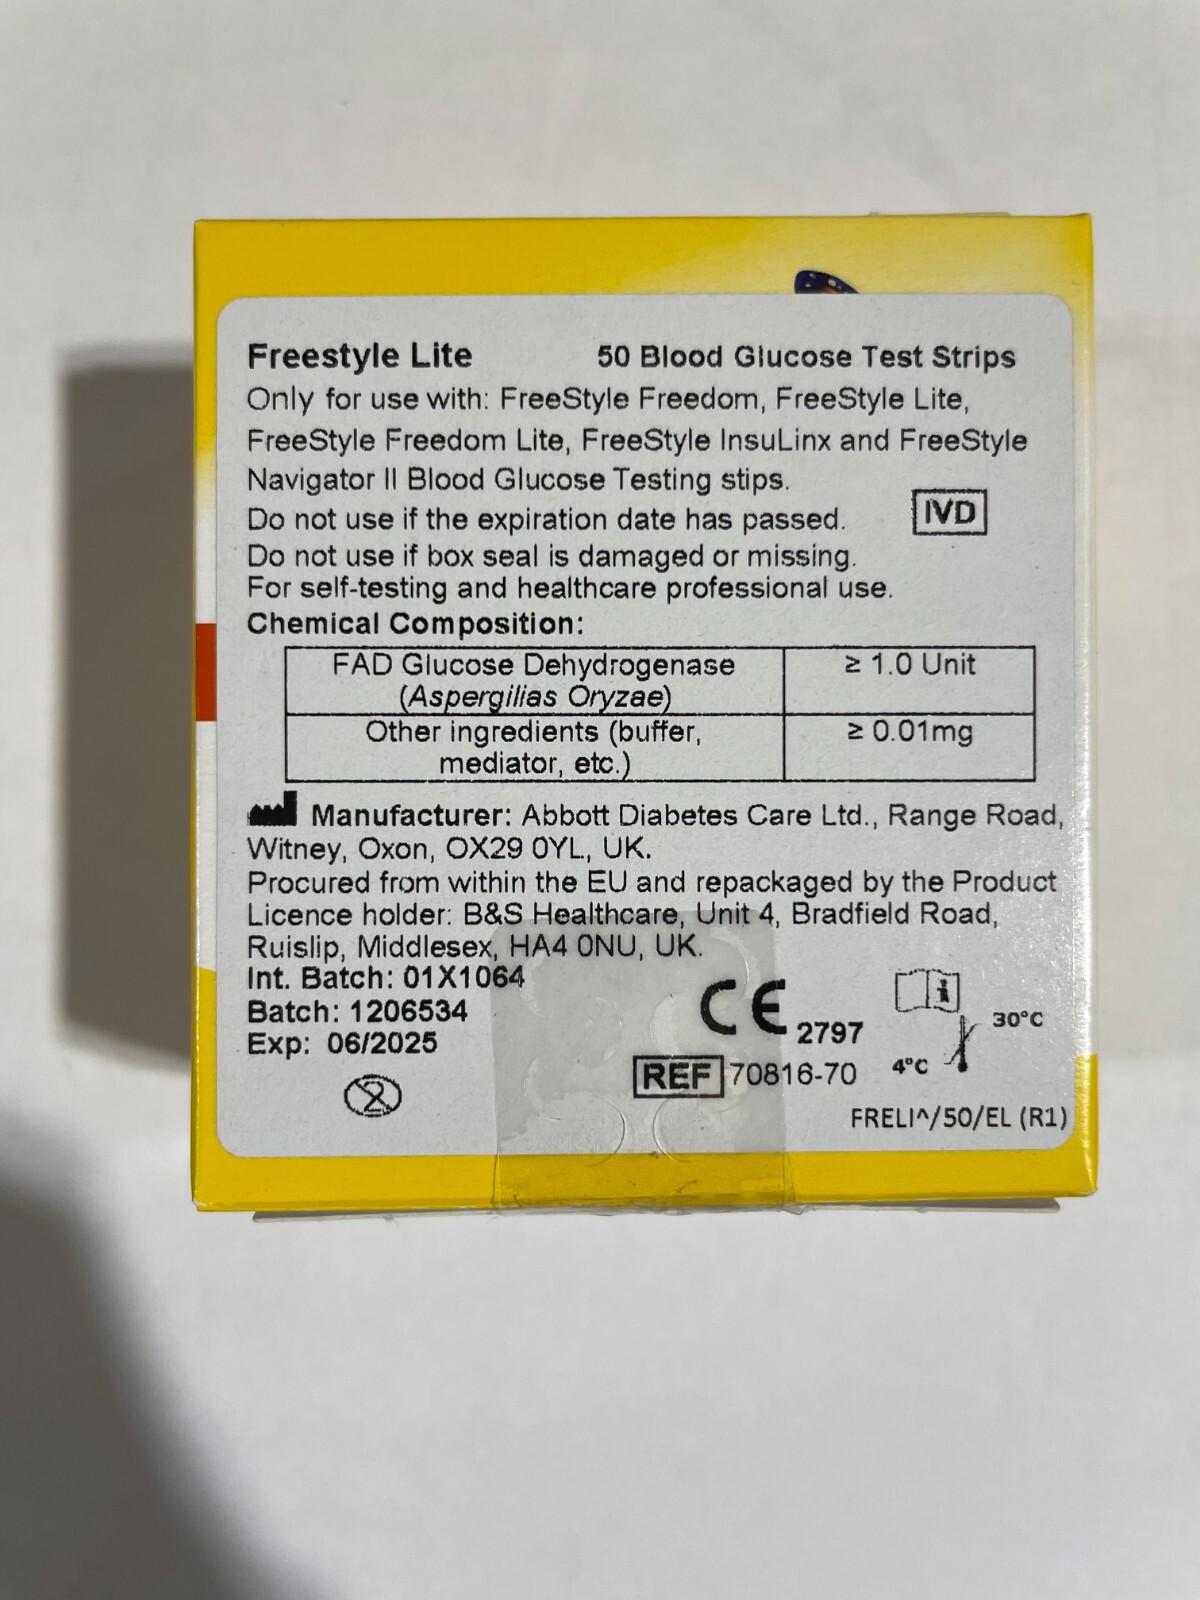 Freestyle Lite 50 Blood Glucose Test Strips
Only for use with: FreeStyle Freedom, FreeStyle Lite,
FreeStyle Freedom Lite, FreeStyle InsuLinx and FreeStyle
Navigator II Blood Glucose Testing stips.
IVD
Do not use if the expiration date has passed.
Do not use if box seal is damaged or missing.
For self-testing and healthcare professional use.
Chemical Composition:
FAD Glucose Dehydrogenase ≥ 1.0 Unit
(Aspergilias Oryzae)
Other ingredients (buffer, ≥ 0.01mg
mediator, etc.)
Manufacturer: Abbott Diabetes Care Ltd., Range Road,
Witney, Oxon, OX29 0YL, UK.
Procured from within the EU and repackaged by the Product
Licence holder: B&S Healthcare, Unit 4, Bradfield Road,
Ruislip, Middlesex, HA4 0NU, UK.
Int. Batch: 01X1064
Batch: 1206534
Exp: 06/2025
CE 2797
30°C
4°C
REF 70816-70
2
FRELI^/50/EL (R1)